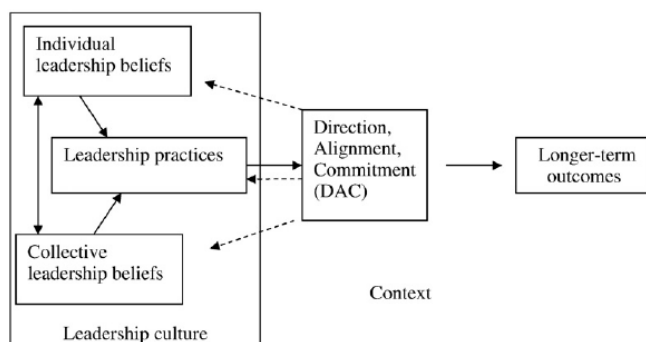 Individual
leadership beliefs
Leadership practices
Collective
leadership beliefs
Leadership culture
Direction,
Alignment,
Commitment
(DAC)
Longer-term
outcomes
Context